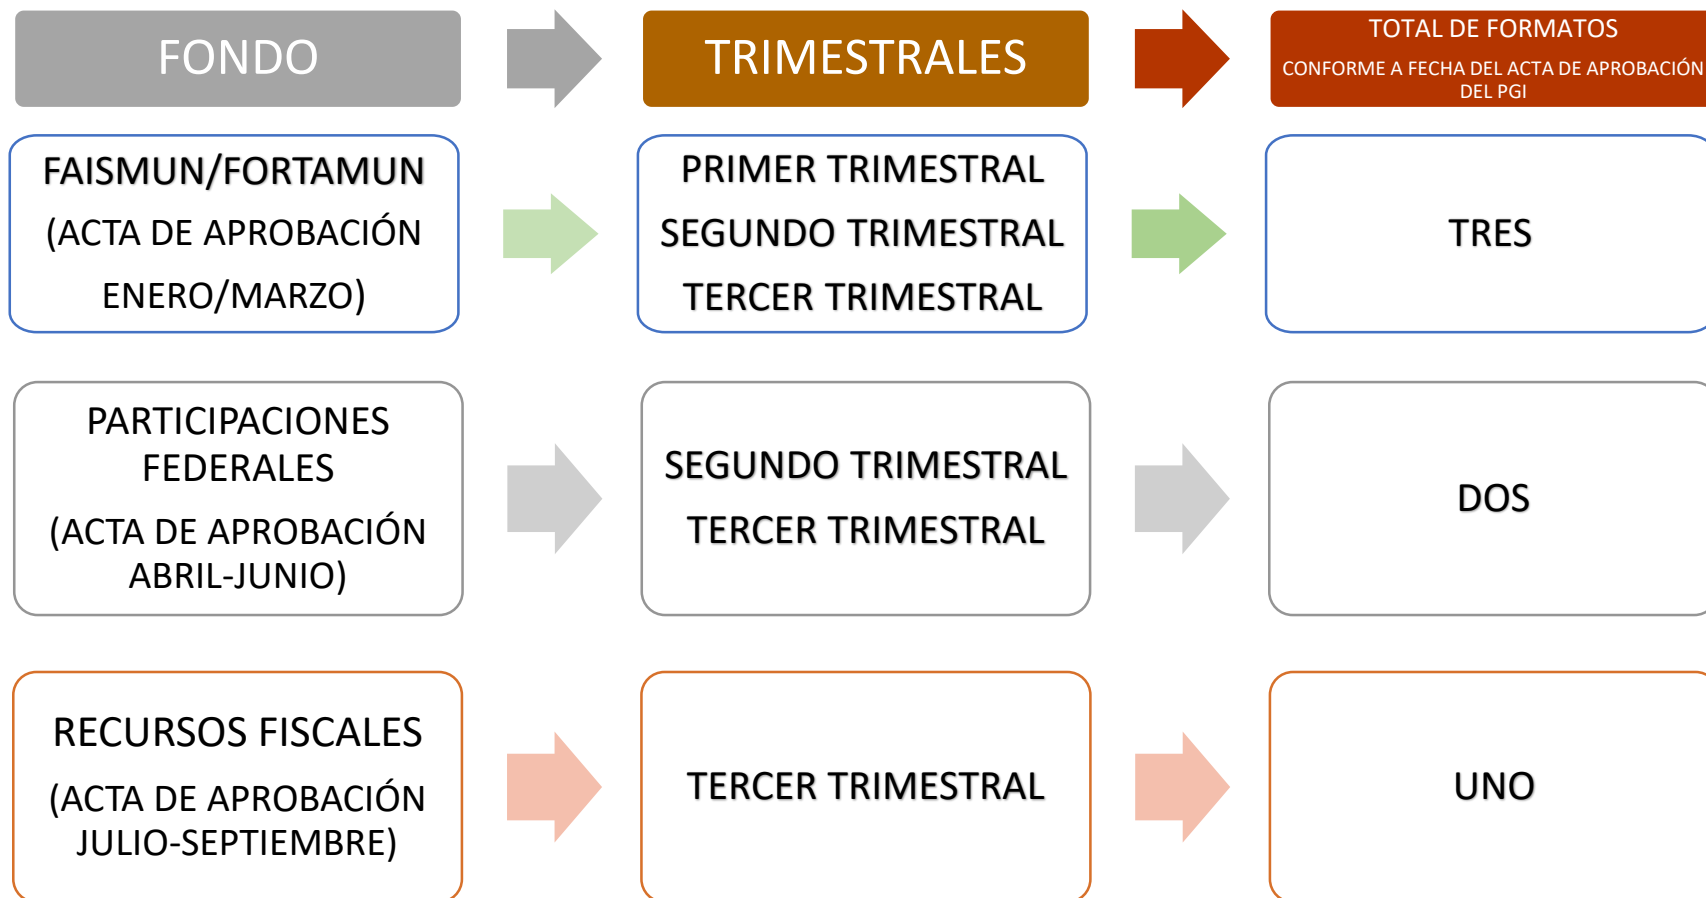 FONDO
TRIMESTRALES
TOTAL DE FORMATOS
CONFORME A FECHA DEL ACTA DE APROBACIÓN
DEL PGI
FAISMUN/FORTAMUN
(ACTA DE APROBACIÓN
ENERO/MARZO)
PRIMER TRIMESTRAL
SEGUNDO TRIMESTRAL
TERCER TRIMESTRAL
TRES
PARTICIPACIONES
FEDERALES
(ACTA DE APROBACIÓN
ABRIL-JUNIO)
SEGUNDO TRIMESTRAL
TERCER TRIMESTRAL
DOS
RECURSOS FISCALES
(ACTA DE APROBACIÓN
JULIO-SEPTIEMBRE)
TERCER TRIMESTRAL
UNO